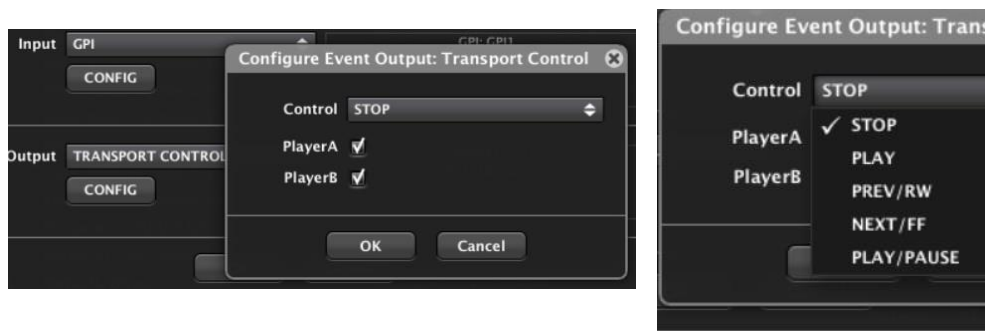 Input GPI
GPI: GPI1
CONFIG
Configure Event Output: Transport Control
Control STOP
PlayerA
PlayerB
Output TRANSPORT CONTROL
CONFIG
OK Cancel
Configure Event Output: Trans
Control STOP
STOP
PlayerA
PLAY
PlayerB
PREV/RW
NEXT/FF
PLAY/PAUSE